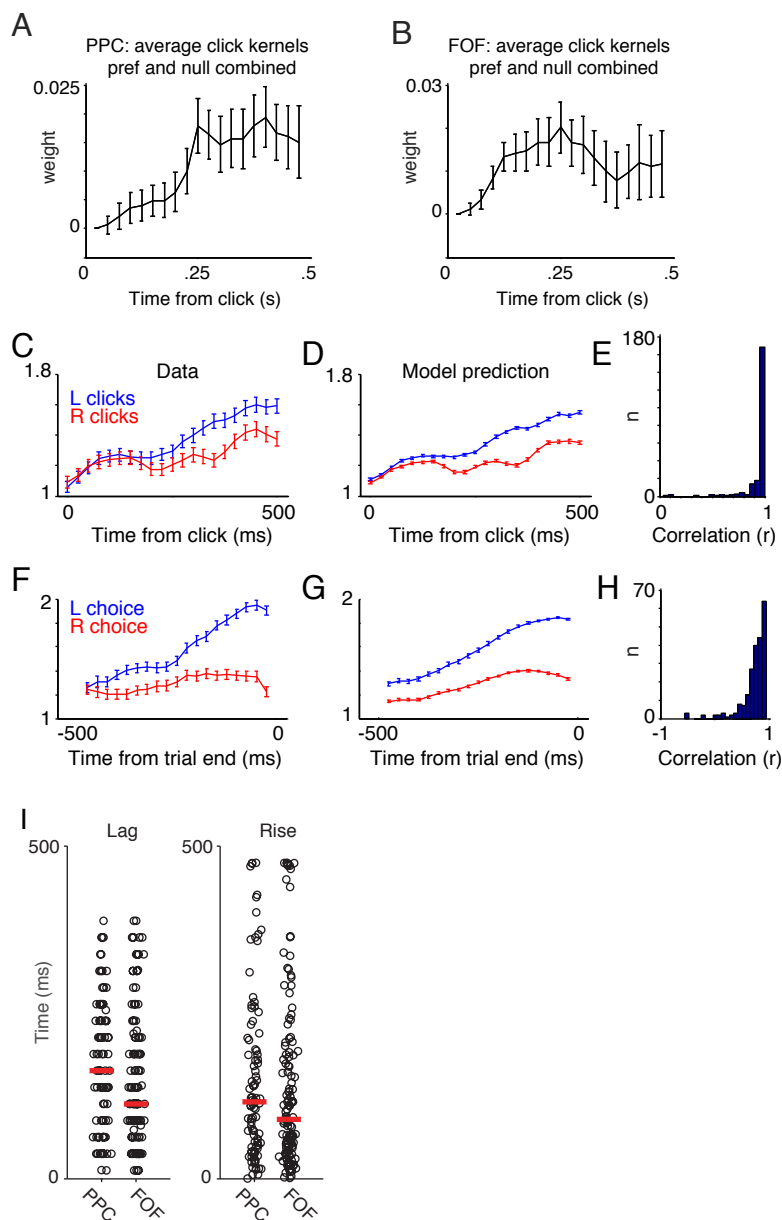 A
PPC: average click kernels
pref and null combined
0.025
weight
0
0
.25
.5
Time from click (s)
B
FOF: average click kernels
pref and null combined
0.03
weight
0
0
.25
.5
Time from click (s)
C
Data
1.8
L clicks
R clicks
1
0
500
Time from click (ms)
D
Model prediction
1.8
1
0
500
Time from click (ms)
E
180
n
0
0
1
Correlation (r)
F
2
L choice
R choice
1
-500
0
Time from trial end (ms)
G
2
1
-500
0
Time from trial end (ms)
H
70
n
0
-1
1
Correlation (r)
I
Lag
Rise
500
500
Time (ms)
0
0
PPC
FOF
PPC
FOF